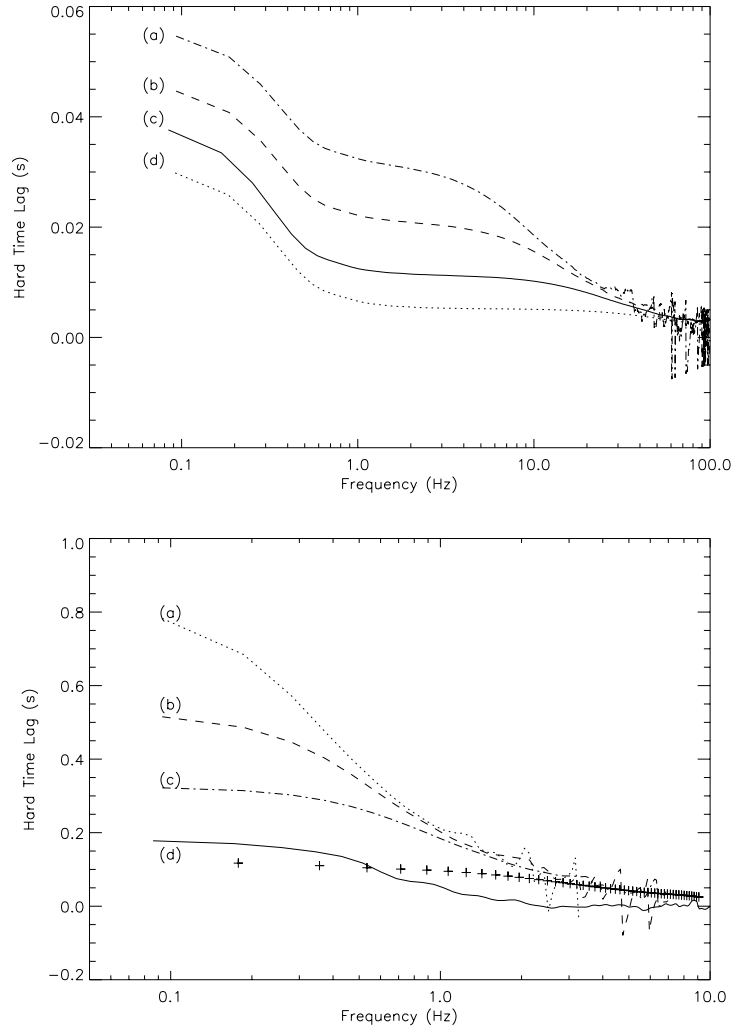 0.06
(a)
(b)
0.04
(c)
(d)
Hard Time Lag (s)
0.02
0.00
−0.02
0.1 1.0 10.0 100.0
Frequency (Hz)
1.0
0.8
(a)
0.6
(b)
Hard Time Lag (s)
0.4
(c)
0.2
(d)
0.0
−0.2
0.1 1.0 10.0
Frequency (Hz)